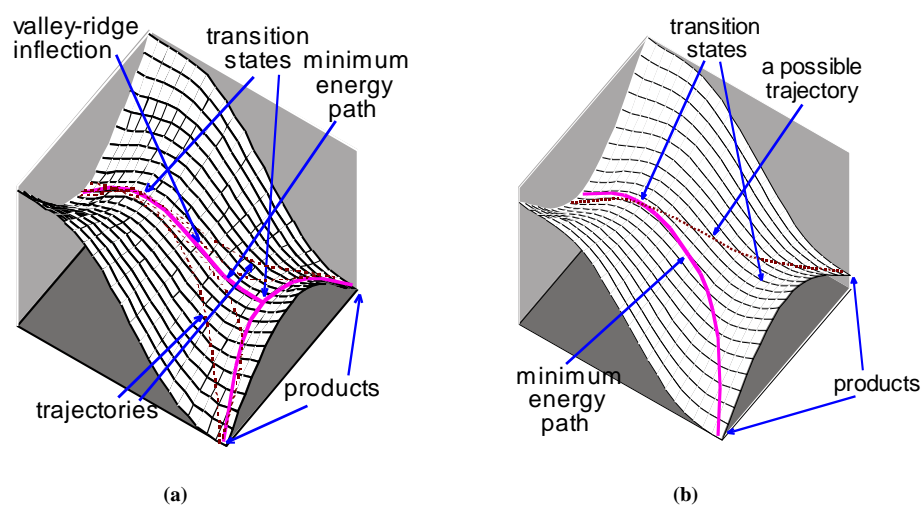 valley-ridge
inflection
transition
states
minimum
energy
path
trajectories
products
(a)
transition
states
a possible
trajectory
minimum
energy
path
products
(b)